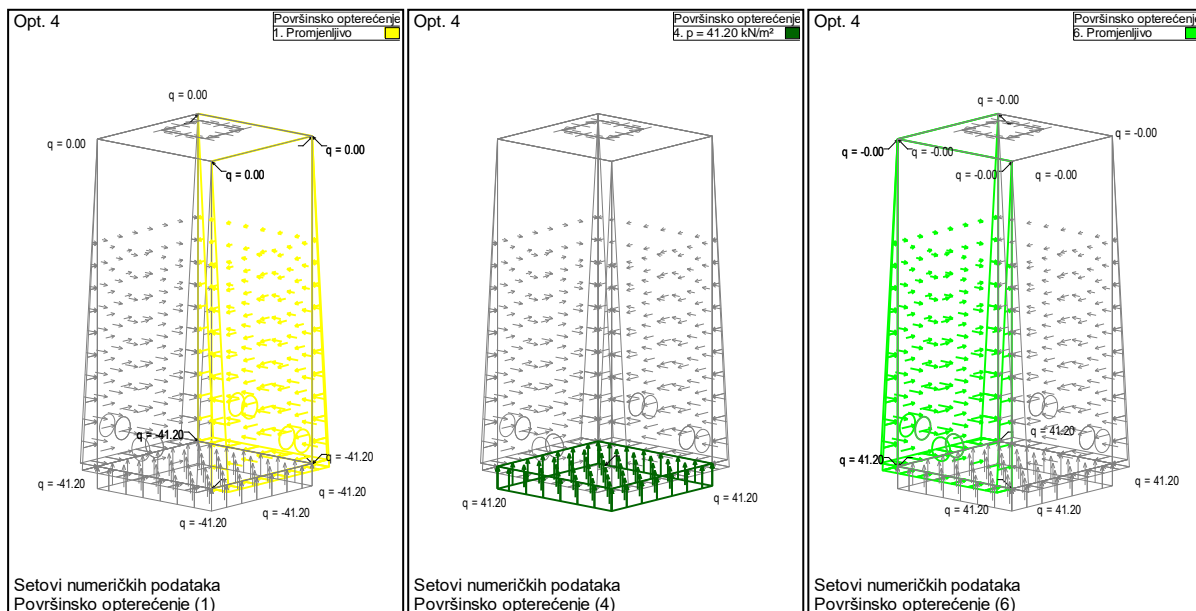 Opt. 4
Površinsko opterećenje
1. Promjenljivo
q = 0.00
q = 0.00
q = 0.00
q = 0.00
q = -41.20
q = -41.20
q = -41.20
q = -41.20
q = -41.20
q = -41.20
Setovi numeričkih podataka
Površinsko opterećenje (1)
Opt. 4
Površinsko opterećenje
4. p = 41.20 kN/m²
q = 41.20
q = 41.20
Setovi numeričkih podataka
Površinsko opterećenje (4)
Opt. 4
Površinsko opterećenje
6. Promjenljivo
q = -0.00
q = -0.00
q = -0.00
q = -0.00
q = -0.00
q = -0.00
q = 41.20
q = 41.20
q = 41.20
q = 41.20
q = 41.20
q = 41.20
Setovi numeričkih podataka
Površinsko opterećenje (6)